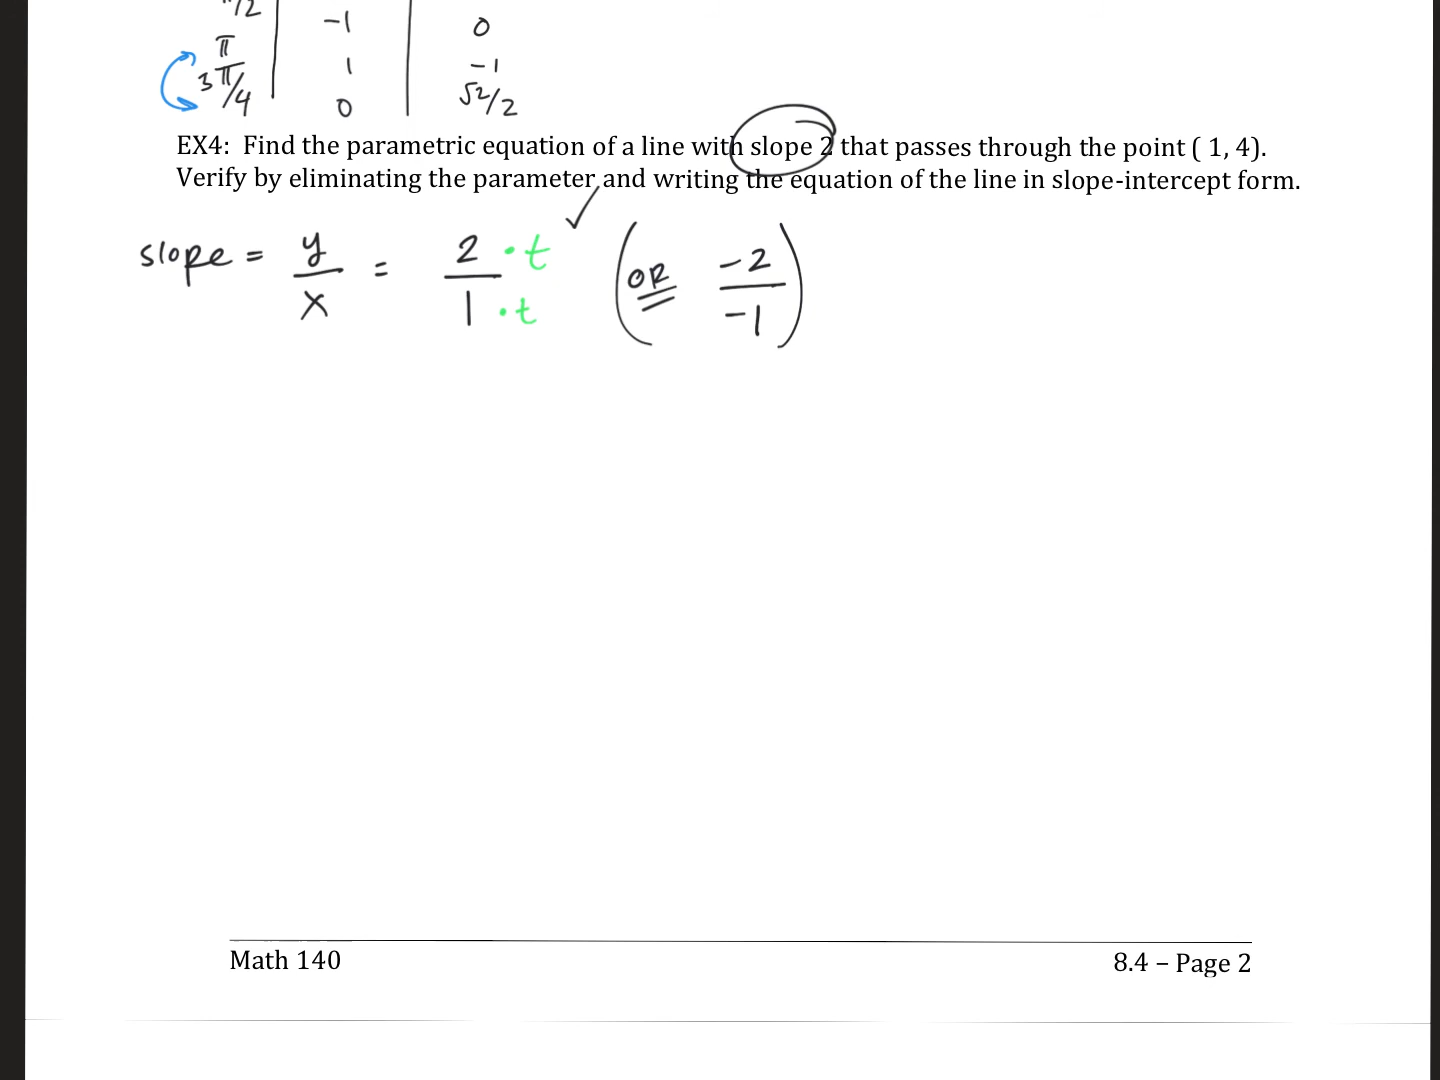 π/2 -1 0
π 1 -1
3π/4 0 √2/2
EX4: Find the parametric equation of a line with slope 2 that passes through the point ( 1, 4).
Verify by eliminating the parameter and writing the equation of the line in slope-intercept form.
slope = y/x = 2·t/1·t ✓ (OR -2/-1)
Math 140 8.4 – Page 2